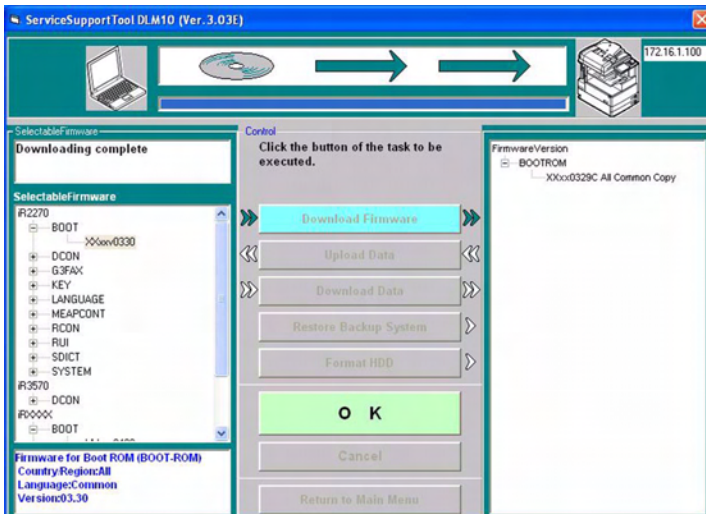 ServiceSupportTool DLM10 (Ver.3.03E)
172.16.1.100
SelectableFirmware
Downloading complete
SelectableFirmware
iR2270
BOOT
XXxxv0330
DCON
G3FAX
KEY
LANGUAGE
MEAPCONT
RCON
RUI
SDICT
SYSTEM
iR3570
DCON
iRXXXX
BOOT
Firmware for Boot ROM (BOOT-ROM)
Country/Region:All
Language:Common
Version:03.30
Control
Click the button of the task to be
executed.
Download Firmware
Upload Data
Download Data
Restore Backup System
Format HDD
O K
Cancel
Return to Main Menu
FirmwareVersion
BOOTROM
XXxx0329C All Common Copy